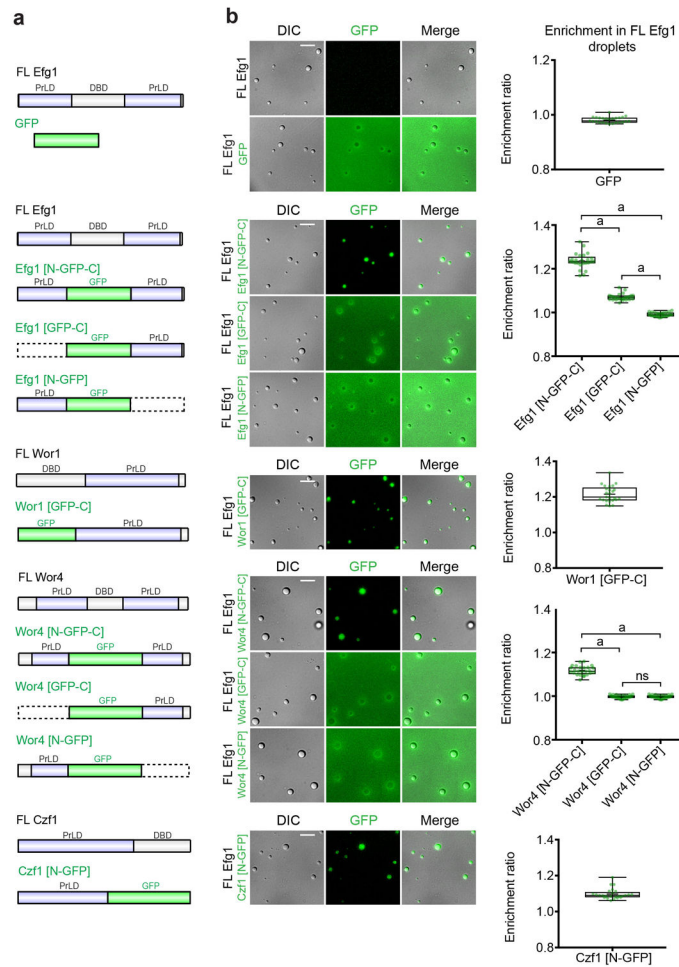 a
FL Efg1
PrLD DBD PrLD
GFP
FL Efg1
PrLD DBD PrLD
Efg1 [N-GFP-C]
PrLD GFP PrLD
Efg1 [GFP-C]
GFP PrLD
Efg1 [N-GFP]
PrLD GFP
FL Wor1
DBD PrLD
Wor1 [GFP-C]
GFP PrLD
FL Wor4
PrLD DBD PrLD
Wor4 [N-GFP-C]
PrLD GFP PrLD
Wor4 [GFP-C]
GFP PrLD
Wor4 [N-GFP]
PrLD GFP
FL Czf1
PrLD DBD
Czf1 [N-GFP]
PrLD GFP
b
DIC GFP Merge
FL Efg1
FL Efg1
GFP
Enrichment in FL Efg1
droplets
Enrichment ratio
1.2
1.0
0.8
GFP
DIC GFP Merge
FL Efg1
Efg1 [N-GFP-C]
FL Efg1
Efg1 [GFP-C]
FL Efg1
Efg1 [N-GFP]
Enrichment ratio
1.4
1.2
1.0
0.8
a
a
a
Efg1 [N-GFP-C]
Efg1 [GFP-C]
Efg1 [N-GFP]
DIC GFP Merge
FL Efg1
Wor1 [GFP-C]
Enrichment ratio
1.4
1.2
1.0
0.8
Wor1 [GFP-C]
DIC GFP Merge
FL Efg1
Wor4 [N-GFP-C]
FL Efg1
Wor4 [GFP-C]
FL Efg1
Wor4 [N-GFP]
Enrichment ratio
1.4
1.2
1.0
0.8
a
a
ns
Wor4 [N-GFP-C]
Wor4 [GFP-C]
Wor4 [N-GFP]
DIC GFP Merge
FL Efg1
Czf1 [N-GFP]
Enrichment ratio
1.4
1.2
1.0
0.8
Czf1 [N-GFP]